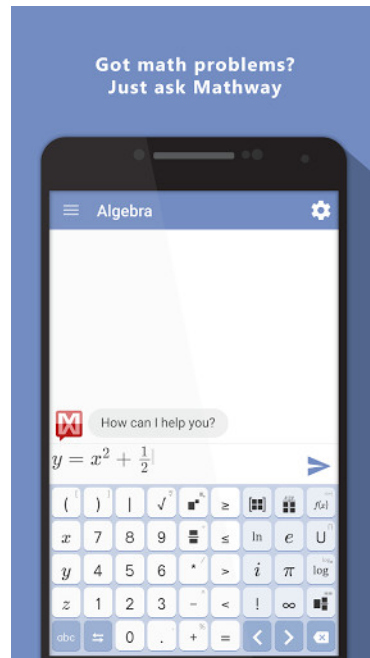 Got math problems?
Just ask Mathway
Algebra
How can I help you?
y = x² + 1/2
( ) | √ ≥ f(x)
x 7 8 9 ≤ ln e U
y 4 5 6 * > i π log
z 1 2 3 - < ! ∞
abc 0 . + =